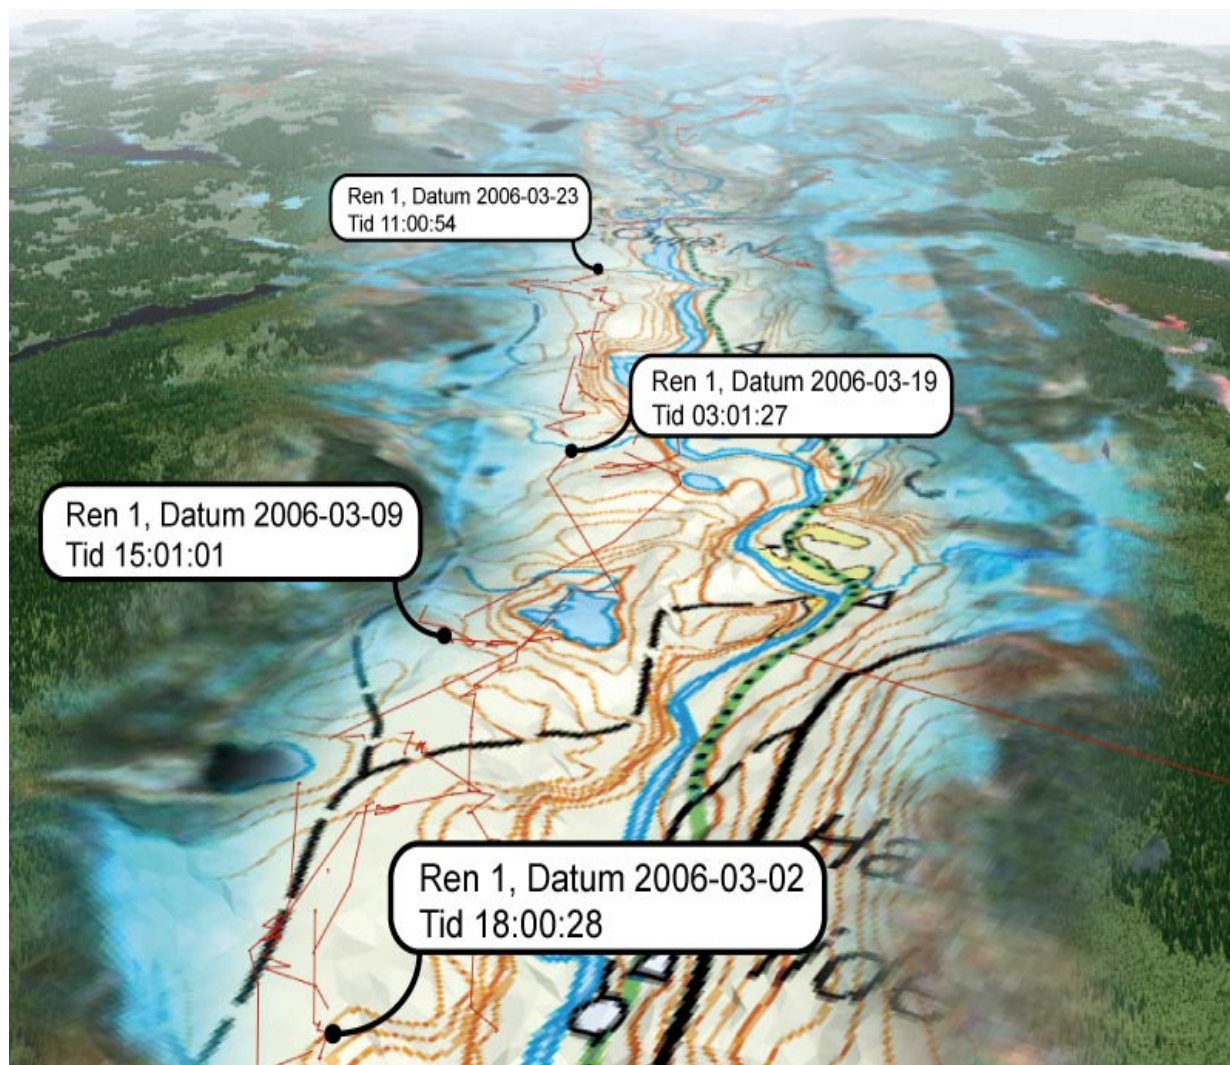 Ren 1, Datum 2006-03-23
Tid 11:00:54
Ren 1, Datum 2006-03-19
Tid 03:01:27
Ren 1, Datum 2006-03-09
Tid 15:01:01
Ren 1, Datum 2006-03-02
Tid 18:00:28